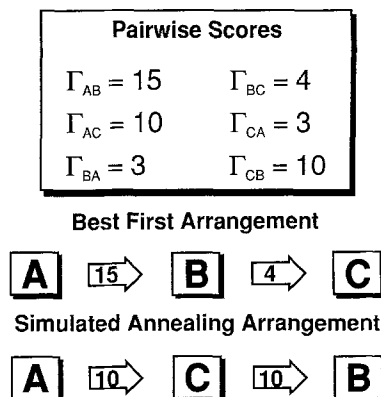 Pairwise Scores
Γ_AB = 15 Γ_BC = 4
Γ_AC = 10 Γ_CA = 3
Γ_BA = 3 Γ_CB = 10
Best First Arrangement
A 15 B 4 C
Simulated Annealing Arrangement
A 10 C 10 B